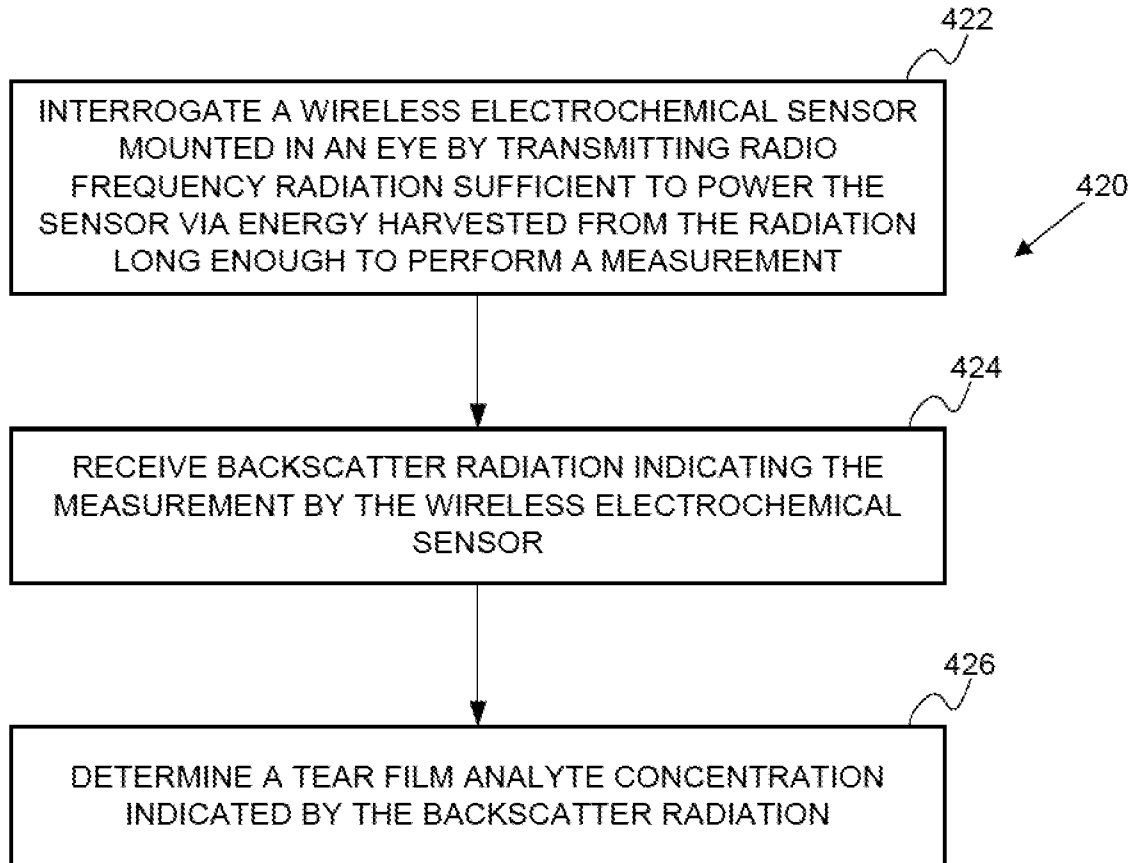 422
INTERROGATE A WIRELESS ELECTROCHEMICAL SENSOR
MOUNTED IN AN EYE BY TRANSMITTING RADIO
FREQUENCY RADIATION SUFFICIENT TO POWER THE
SENSOR VIA ENERGY HARVESTED FROM THE RADIATION
LONG ENOUGH TO PERFORM A MEASUREMENT
420
424
RECEIVE BACKSCATTER RADIATION INDICATING THE
MEASUREMENT BY THE WIRELESS ELECTROCHEMICAL
SENSOR
426
DETERMINE A TEAR FILM ANALYTE CONCENTRATION
INDICATED BY THE BACKSCATTER RADIATION